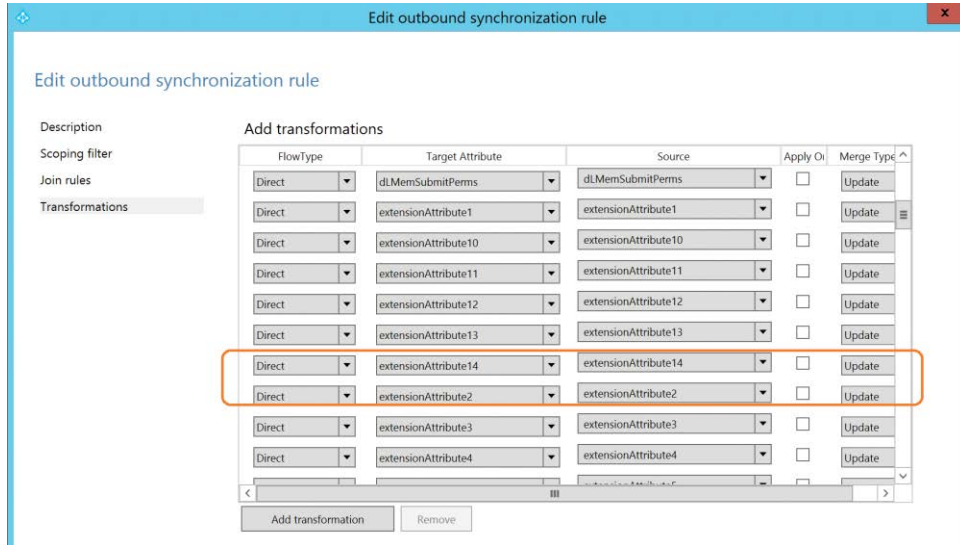 Edit outbound synchronization rule
x
Edit outbound synchronization rule
Description
Scoping filter
Join rules
Transformations
Add transformations
FlowType Target Attribute Source Apply O Merge Type
Direct dLMemSubmitPerms dLMemSubmitPerms Update
Direct extensionAttribute1 extensionAttribute1 Update
Direct extensionAttribute10 extensionAttribute10 Update
Direct extensionAttribute11 extensionAttribute11 Update
Direct extensionAttribute12 extensionAttribute12 Update
Direct extensionAttribute13 extensionAttribute13 Update
Direct extensionAttribute14 extensionAttribute14 Update
Direct extensionAttribute2 extensionAttribute2 Update
Direct extensionAttribute3 extensionAttribute3 Update
Direct extensionAttribute4 extensionAttribute4 Update
Add transformation Remove